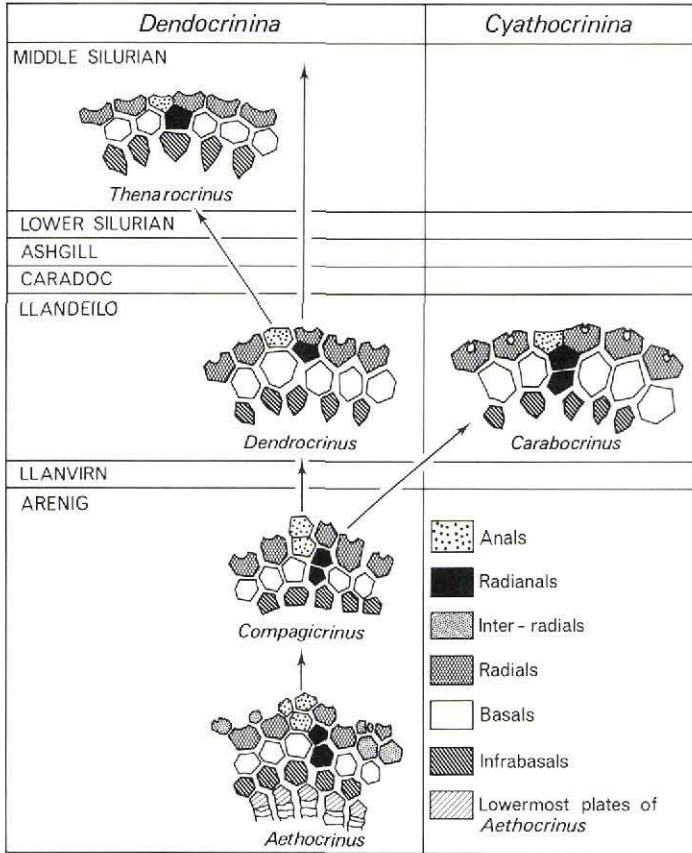 Dendocrinina
Cyathocrinina
MIDDLE SILURIAN
Thenarocrinus
LOWER SILURIAN
ASHGILL
CARADOC
LLANDEILO
Dendrocrinus
Carabocrinus
LLANVIRN
ARENIG
Compagicrinus
Aethocrinus
Anals
Radianals
Inter-radials
Radials
Basals
Infrabasals
Lowermost plates of
Aethocrinus